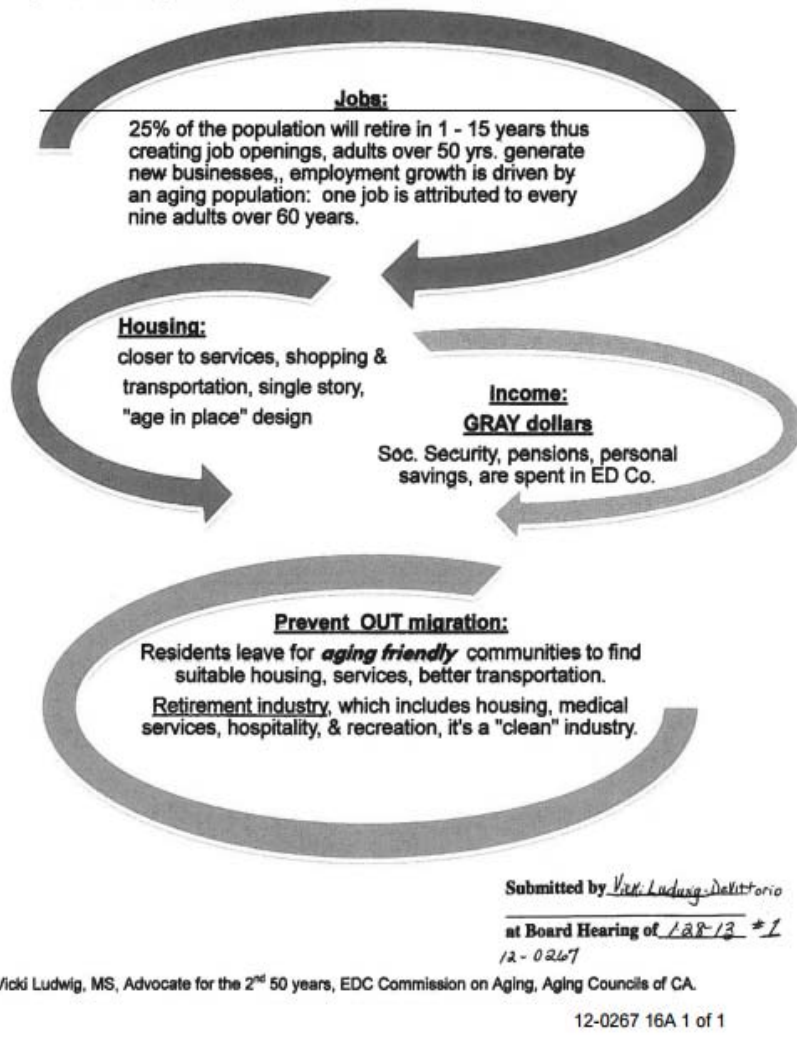 Jobs:
25% of the population will retire in 1 - 15 years thus
creating job openings, adults over 50 yrs. generate
new businesses,, employment growth is driven by
an aging population: one job is attributed to every
nine adults over 60 years.
Housing:
closer to services, shopping &
transportation, single story,
"age in place" design
Income:
GRAY dollars
Soc. Security, pensions, personal
savings, are spent in ED Co.
Prevent OUT migration:
Residents leave for aging friendly communities to find
suitable housing, services, better transportation.
Retirement industry, which includes housing, medical
services, hospitality, & recreation, it's a "clean" industry.
Submitted by Vicki Ludwig-DeVittorio
at Board Hearing of 1-28-13 #1
12-0267
Vicki Ludwig, MS, Advocate for the 2nd 50 years, EDC Commission on Aging, Aging Councils of CA.
12-0267 16A 1 of 1